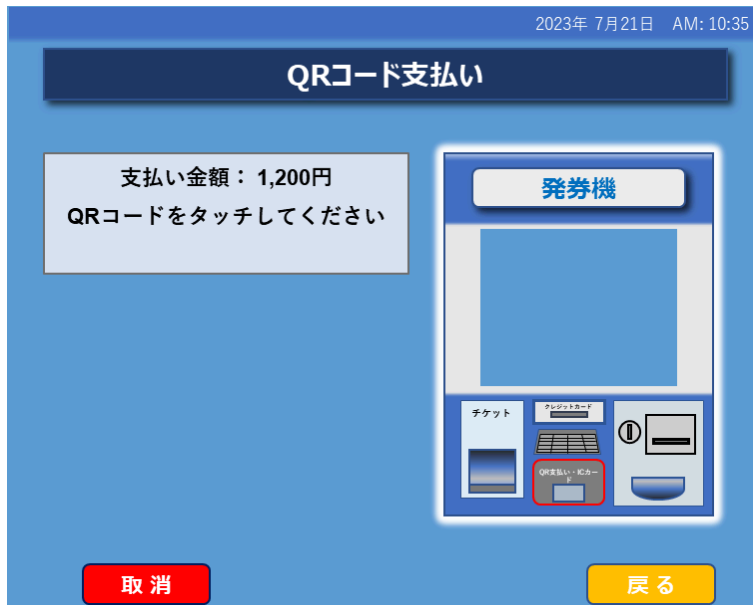 2023年 7月21日 AM: 10:35
QRコード支払い
支払い金額： 1,200円
QRコードをタッチしてください
発券機
チケット
クレジットカード
QR支払い・ICカー
ド
取 消
戻 る